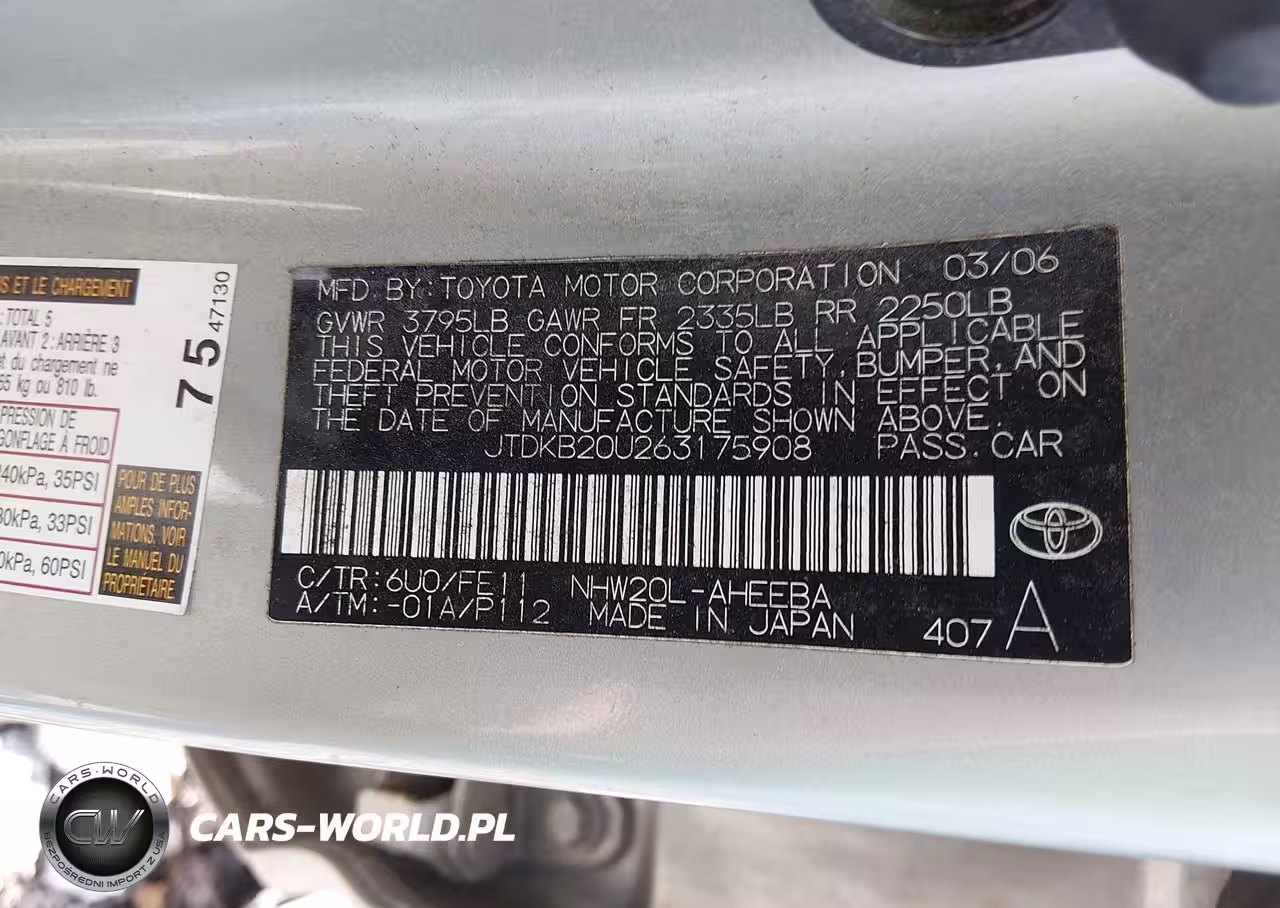 MFD BY: TOYOTA MOTOR CORPORATION 03/06
GVWR 3795LB GAWR FR 2335LB RR 2250LB
THIS VEHICLE CONFORMS TO ALL APPLICABLE
FEDERAL MOTOR VEHICLE SAFETY, BUMPER, AND
THEFT PREVENTION STANDARDS IN EFFECT ON
THE DATE OF MANUFACTURE SHOWN ABOVE.
JTDKB20U263175908 PASS. CAR
C/TR: 6U0/FE11 NHW20L-AHEEBA
A/TM: -01A/P112 MADE IN JAPAN
407 A
ET LE CHARGEMENT
TOTAL 5
AVANT 2 : ARRIÈRE 3
et du chargement ne
kg ou 810 lb.
PRESSION DE
GONFLAGE À FROID
35PSI
33PSI
60PSI
POUR DE PLUS
AMPLES INFOR-
MATIONS, VOIR
LE MANUEL DU
PROPRIÉTAIRE.
75 47130
CARS-WORLD
CW
BEZPOŚREDNI IMPORT Z USA
CARS-WORLD.PL